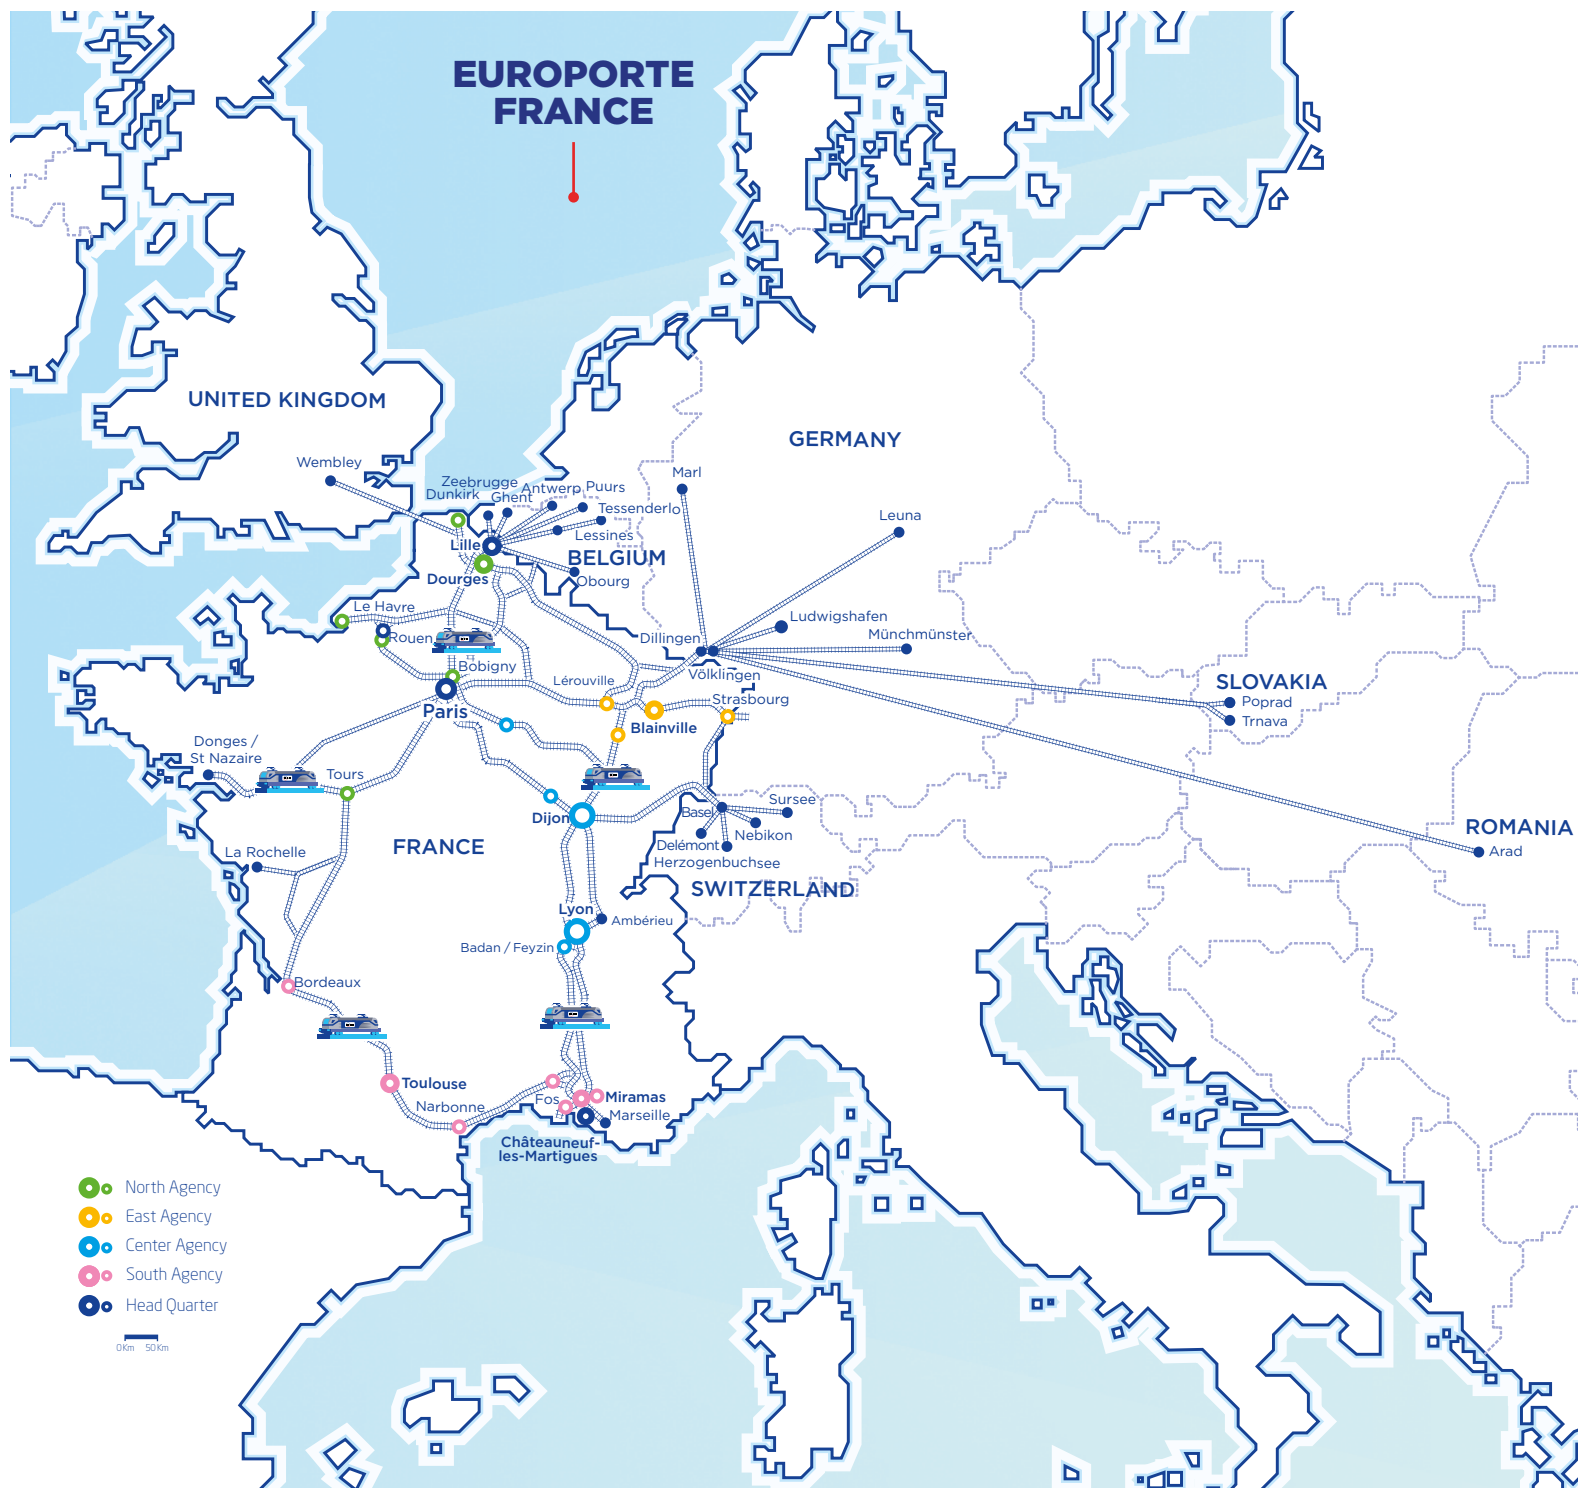 EUROPORTE
FRANCE
UNITED KINGDOM
GERMANY
Wembley
Marl
Zeebrugge
Dunkirk
Ghent
Antwerp
Puurs
Tessenderlo
Leuna
Lessines
Lille
BELGIUM
Dourges
Obourg
Le Havre
Ludwigshafen
Rouen
Dillingen
Münchmünster
Bobigny
Völklingen
Lérouville
SLOVAKIA
Poprad
Strasbourg
Paris
Trnava
Blainville
Donges /
St Nazaire
Tours
Sursee
Basel
Dijon
ROMANIA
Nebikon
FRANCE
Delémont
Arad
La Rochelle
Herzogenbuchsee
SWITZERLAND
Lyon
Ambérieu
Badan / Feyzin
Bordeaux
Toulouse
Narbonne
Fos
Miramas
Marseille
Châteauneuf-
les-Martigues
North Agency
East Agency
Center Agency
South Agency
Head Quarter
0Km 50Km